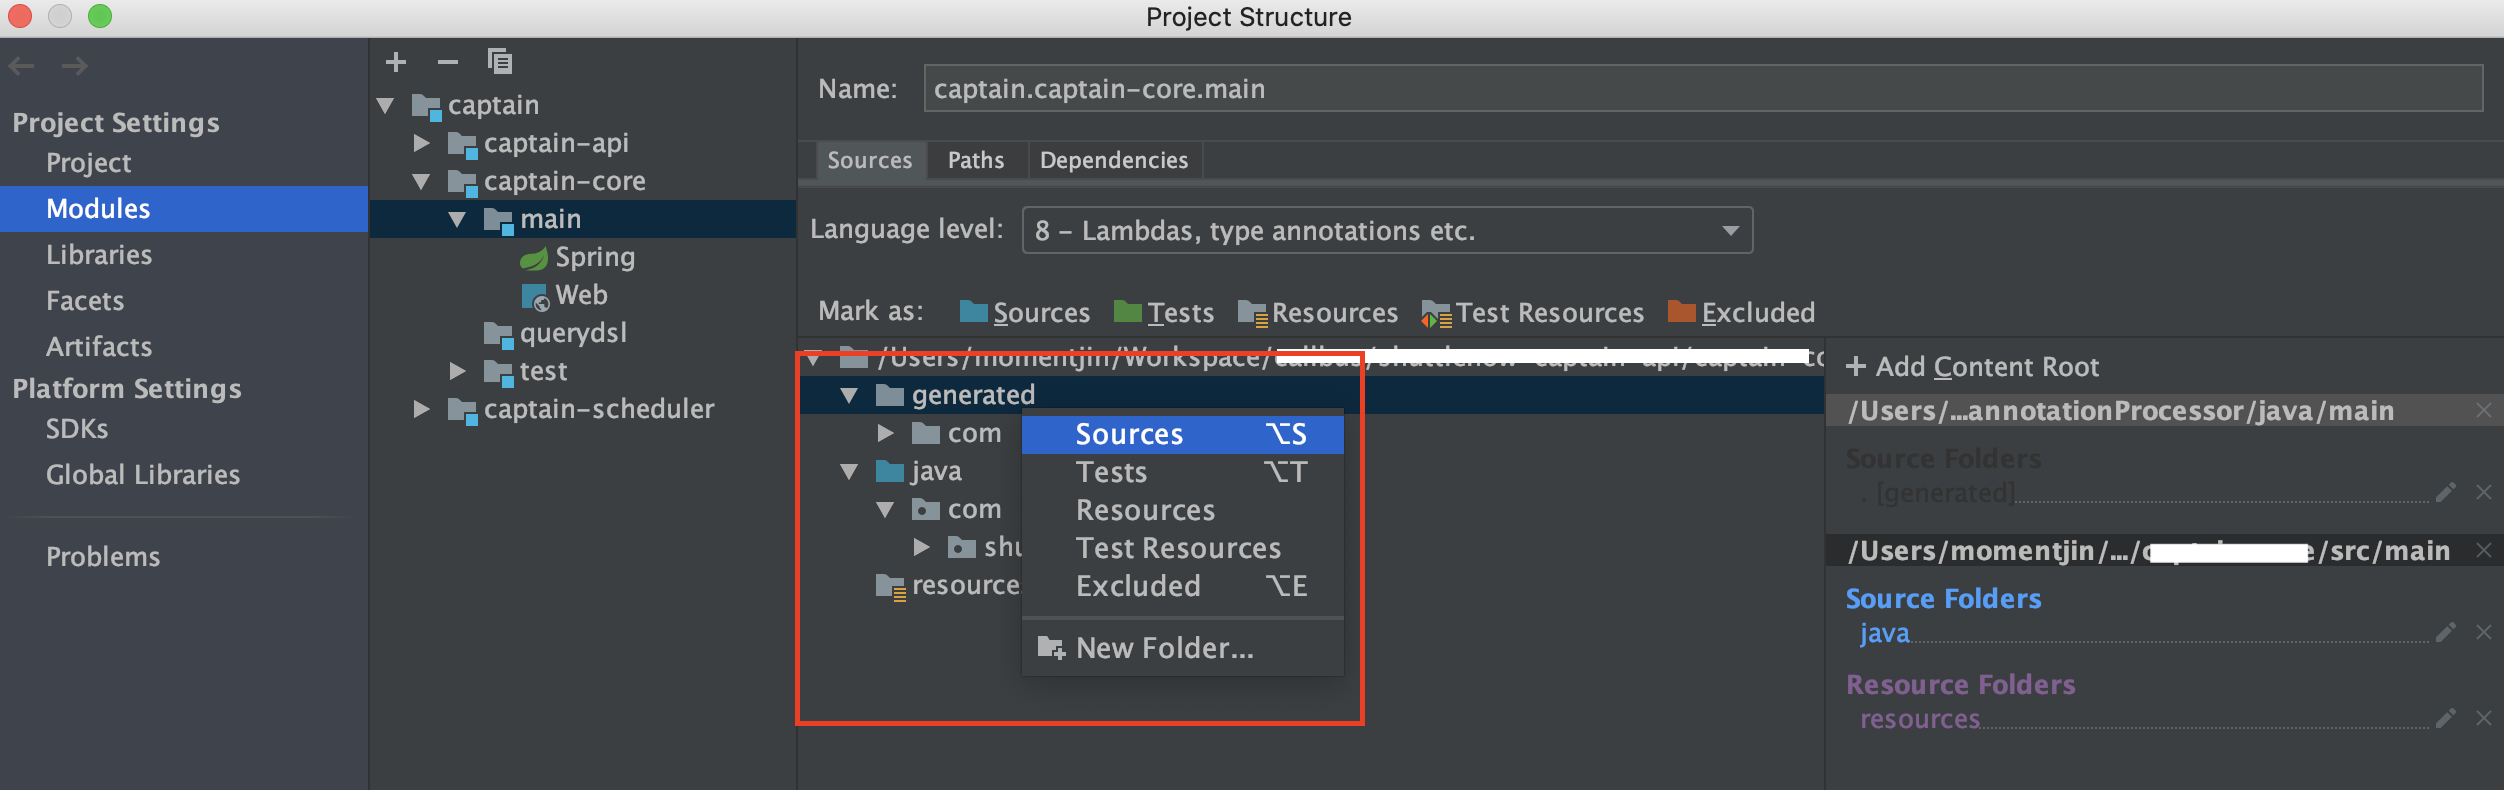 Project Structure
Project Settings
Project
Modules
Libraries
Facets
Artifacts
Platform Settings
SDKs
Global Libraries
Problems
captain
captain-api
captain-core
main
Spring
Web
querydsl
test
captain-scheduler
Name: captain.captain-core.main
Sources Paths Dependencies
Language level: 8 – Lambdas, type annotations etc.
Mark as: Sources Tests Resources Test Resources Excluded
/Users/momentjin/Workspace/
generated
com
java
com
shu
resource
Sources ⌥S
Tests ⌥T
Resources
Test Resources
Excluded ⌥E
New Folder...
Add Content Root
/Users/...annotationProcessor/java/main
Source Folders
. [generated]
/Users/momentjin/.../ /src/main
Source Folders
java
Resource Folders
resources